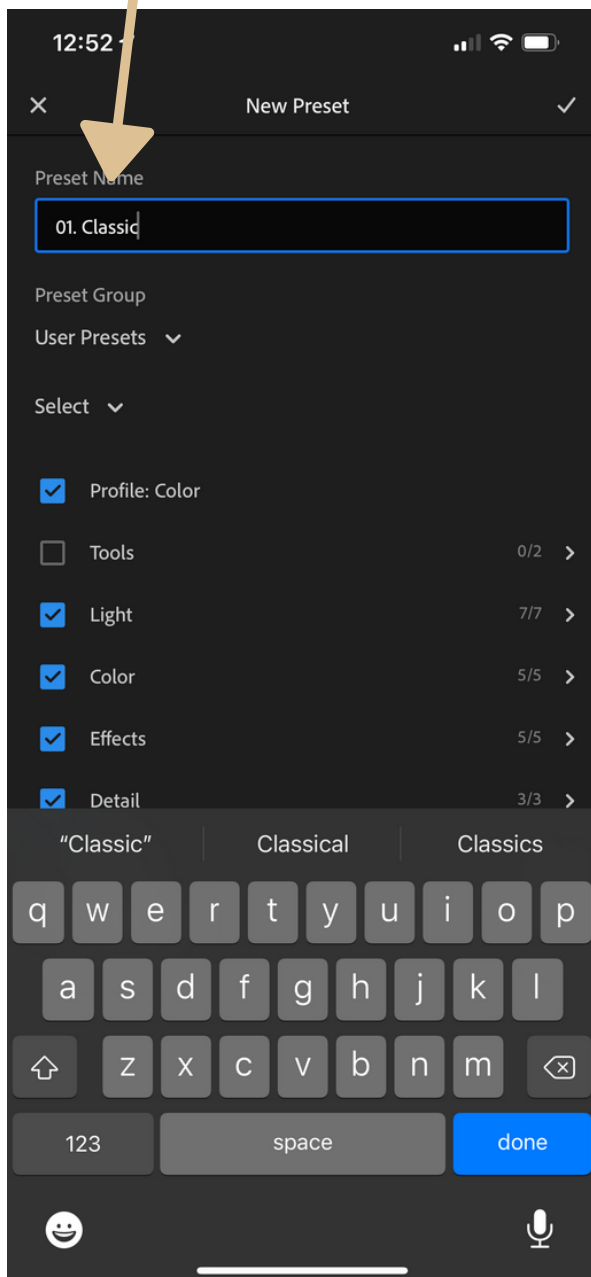 12:52
New Preset
Preset Name
01. Classic
Preset Group
User Presets
Select
Profile: Color
Tools 0/2
Light 7/7
Color 5/5
Effects 5/5
Detail 3/3
“Classic” Classical Classics
q w e r t y u i o p
a s d f g h j k l
z x c v b n m
123 space done